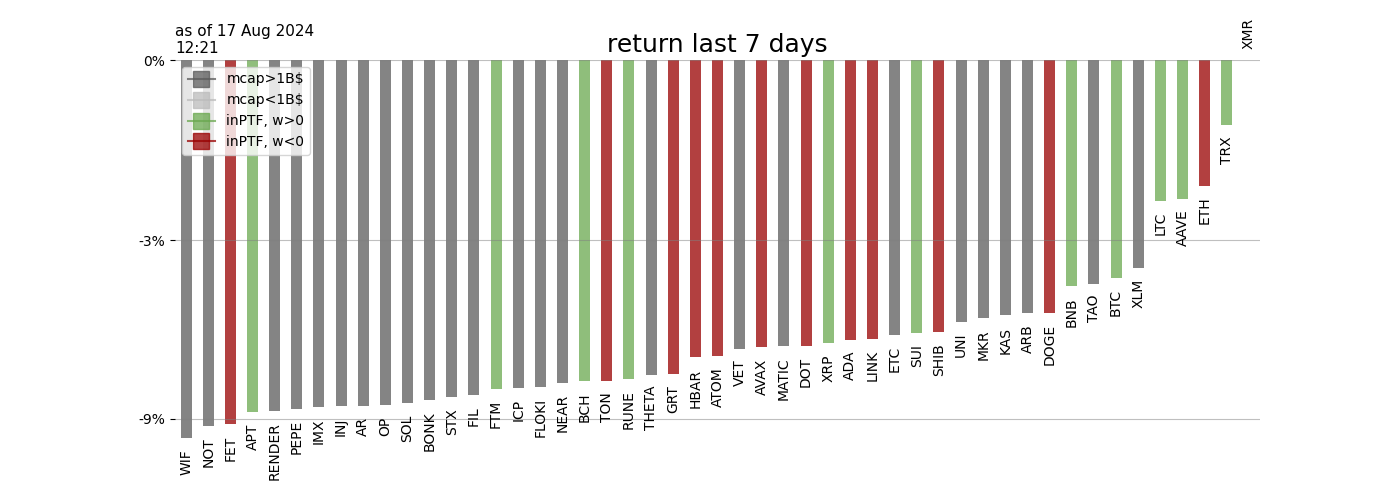 as of 17 Aug 2024
12:21
return last 7 days
XMR
0%
-3%
-9%
mcap>1B$
mcap<1B$
inPTF, w>0
inPTF, w<0
WIF
NOT
FET
APT
RENDER
PEPE
IMX
INJ
AR
OP
SOL
BONK
STX
FIL
FTM
ICP
FLOKI
NEAR
BCH
TON
RUNE
THETA
GRT
HBAR
ATOM
VET
AVAX
MATIC
DOT
XRP
ADA
LINK
ETC
SUI
SHIB
UNI
MKR
KAS
ARB
DOGE
BNB
TAO
BTC
XLM
LTC
AAVE
ETH
TRX